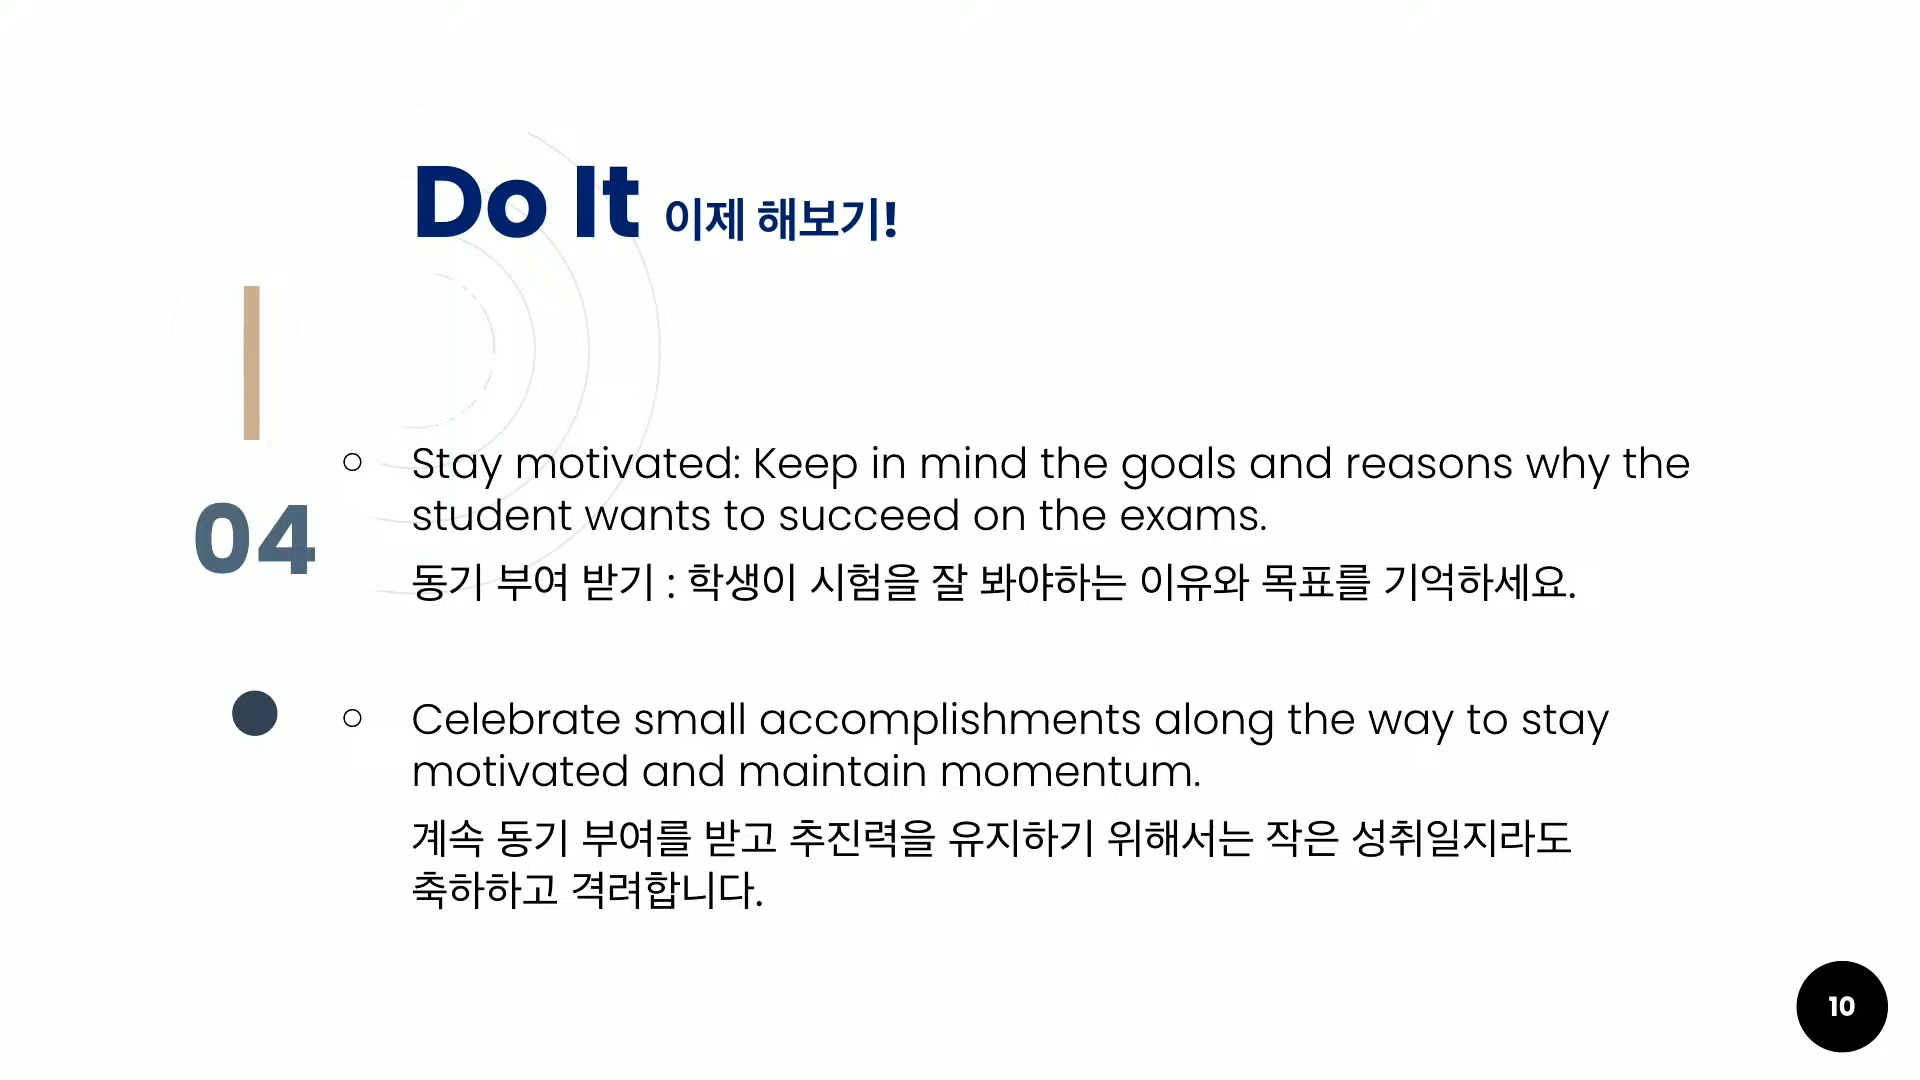 Do It 이제 해보기!
○ Stay motivated: Keep in mind the goals and reasons why the
student wants to succeed on the exams.
04
동기 부여 받기 : 학생이 시험을 잘 봐야하는 이유와 목표를 기억하세요.
○ Celebrate small accomplishments along the way to stay
motivated and maintain momentum.
계속 동기 부여를 받고 추진력을 유지하기 위해서는 작은 성취일지라도
축하하고 격려합니다.
10